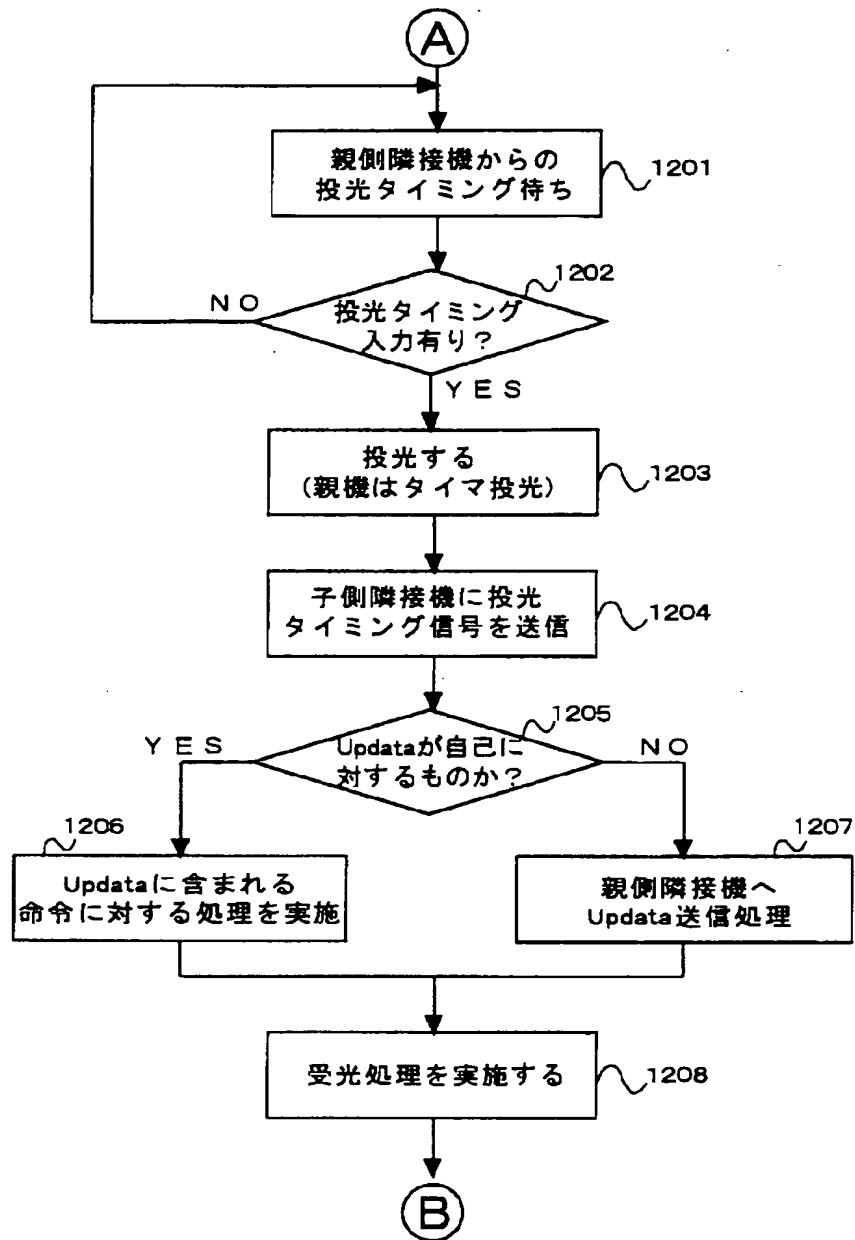 A
親側隣接機からの
投光タイミング待ち
1201
1202
NO
投光タイミング
入力有り?
YES
投光する
(親機はタイマ投光)
1203
子側隣接機に投光
タイミング信号を送信
1204
1205
YES
Updataが自己に
対するものか?
NO
1206
Updataに含まれる
命令に対する処理を実施
1207
親側隣接機へ
Updata送信処理
受光処理を実施する
1208
B